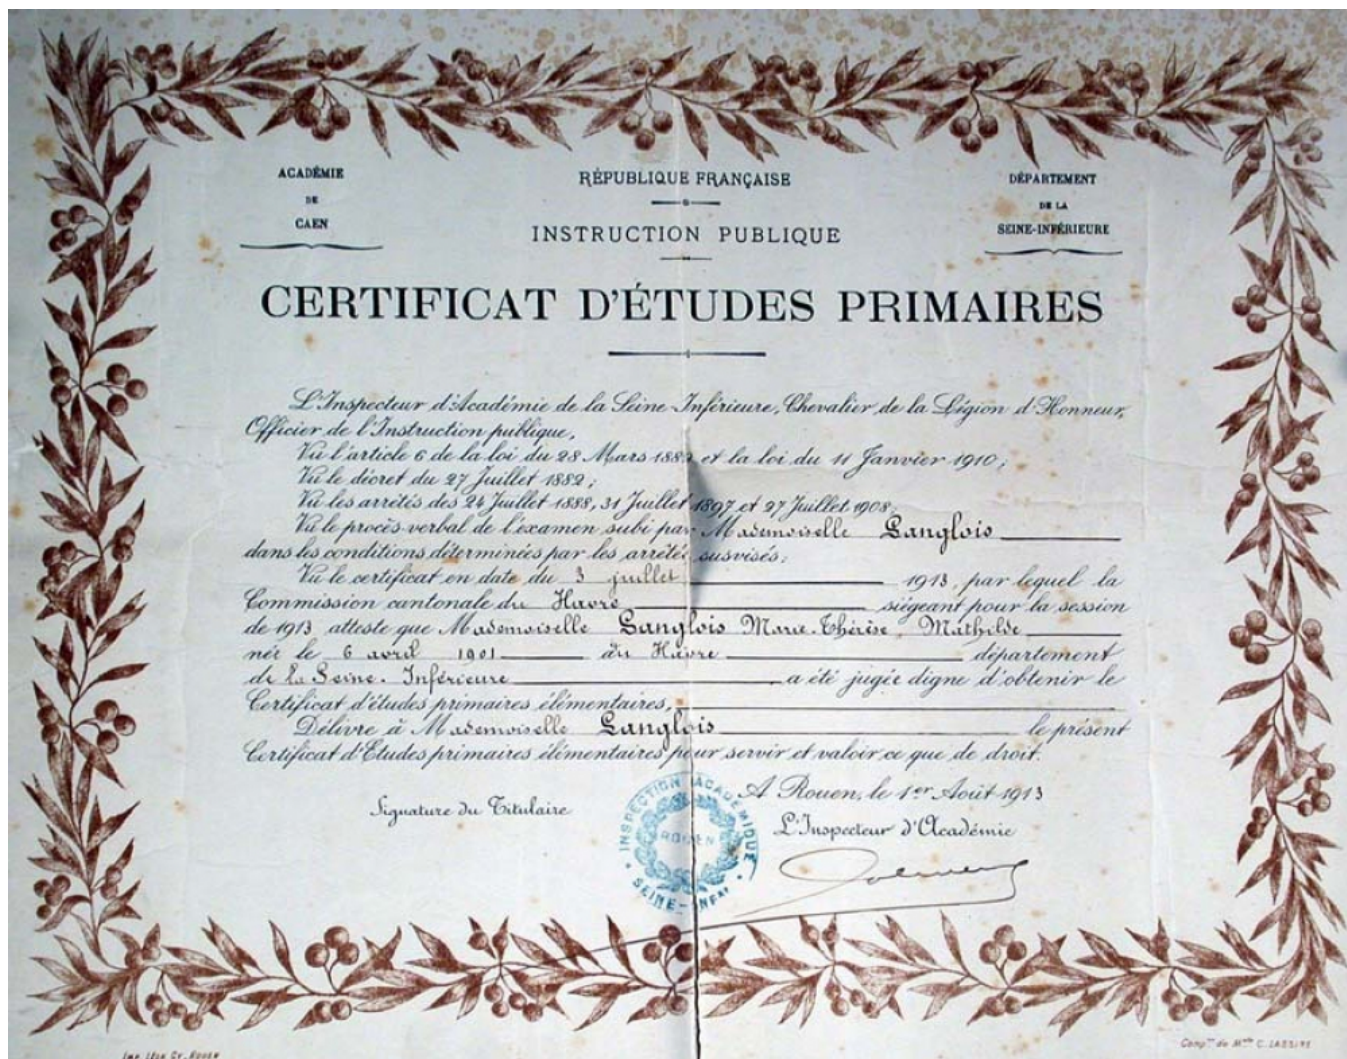 ACADÉMIE
DE
CAEN
RÉPUBLIQUE FRANÇAISE
INSTRUCTION PUBLIQUE
DÉPARTEMENT
DE LA
SEINE-INFÉRIEURE
CERTIFICAT D'ÉTUDES PRIMAIRES
L'Inspecteur d'Académie de la Seine Inférieure, Chevalier de la Légion d'Honneur,
Officier de l'Instruction publique,
Vu l'article 6 de la loi du 28 Mars 1882 et la loi du 11 Janvier 1910;
Vu le décret du 27 Juillet 1882;
Vu les arrêtés des 24 Juillet 1888, 31 Juillet 1897 et 27 Juillet 1908;
Vu le procès verbal de l'examen subi par Mademoiselle Langlois
dans les conditions déterminées par les arrêtés susvisés;
Vu le certificat en date du 3 juillet 1913, par lequel la
Commission cantonale du Havre siégeant pour la session
de 1913 atteste que Mademoiselle Langlois Marie-Thérèse, Mathilde
née le 6 avril 1901 au Havre département
de la Seine-Inférieure a été jugée digne d'obtenir le
Certificat d'études primaires élémentaires,
Délivre à Mademoiselle Langlois le présent
Certificat d'Etudes primaires élémentaires pour servir et valoir ce que de droit.
A Rouen, le 1er Août 1913
Signature du Titulaire
L'Inspecteur d'Académie
INSPECTION ACADÉMIQUE
ROUEN
SEINE-INFRE
IMP. LÉON GY. ROUEN